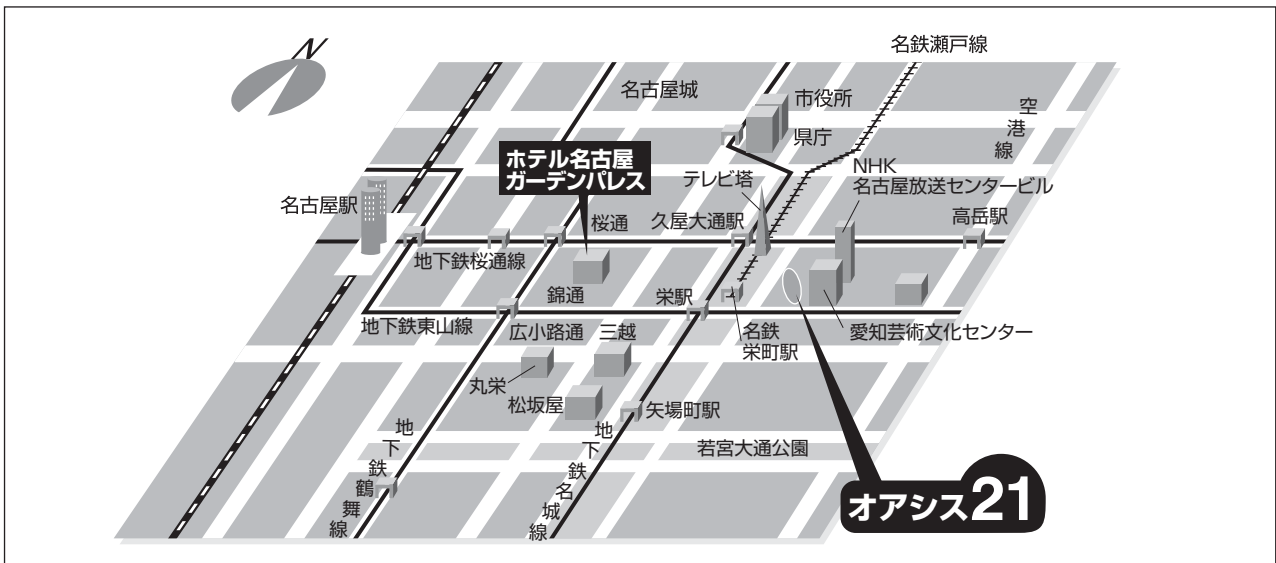 名鉄瀬戸線
N
名古屋城
市役所
空港線
県庁
ホテル名古屋
ガーデンパレス
NHK
名古屋放送センタービル
テレビ塔
名古屋駅
桜通
久屋大通駅
高岳駅
地下鉄桜通線
錦通
栄駅
地下鉄東山線
広小路通
三越
名鉄
栄町駅
愛知芸術文化センター
丸栄
松坂屋
矢場町駅
地下鉄鶴舞線
地下鉄名城線
若宮大通公園
オアシス21